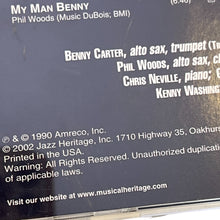 MY MAN BENNY
Phil Woods (Music DuBois; BMI)
BENNY CARTER, alto sax, trumpet
PHIL WOODS, alto sax, cl
CHRIS NEVILLE, piano;
KENNY WASHING
℗ & © 1990 Amreco, Inc.
© 2002 Jazz Heritage, Inc. 1710 Highway 35, Oakhur
Printed in the USA.
Warning: All Rights Reserved. Unauthorized duplicati
of applicable laws.
Visit our website at www.musicalheritage.com